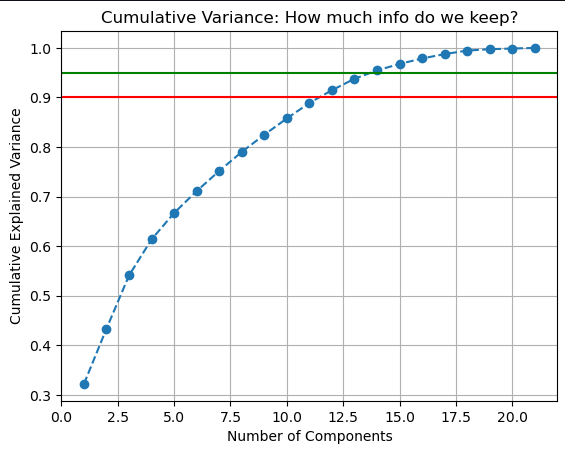 Cumulative Variance: How much info do we keep?
1.0
0.9
0.8
0.7
0.6
0.5
0.4
0.3
Cumulative Explained Variance
0.0 2.5 5.0 7.5 10.0 12.5 15.0 17.5 20.0
Number of Components